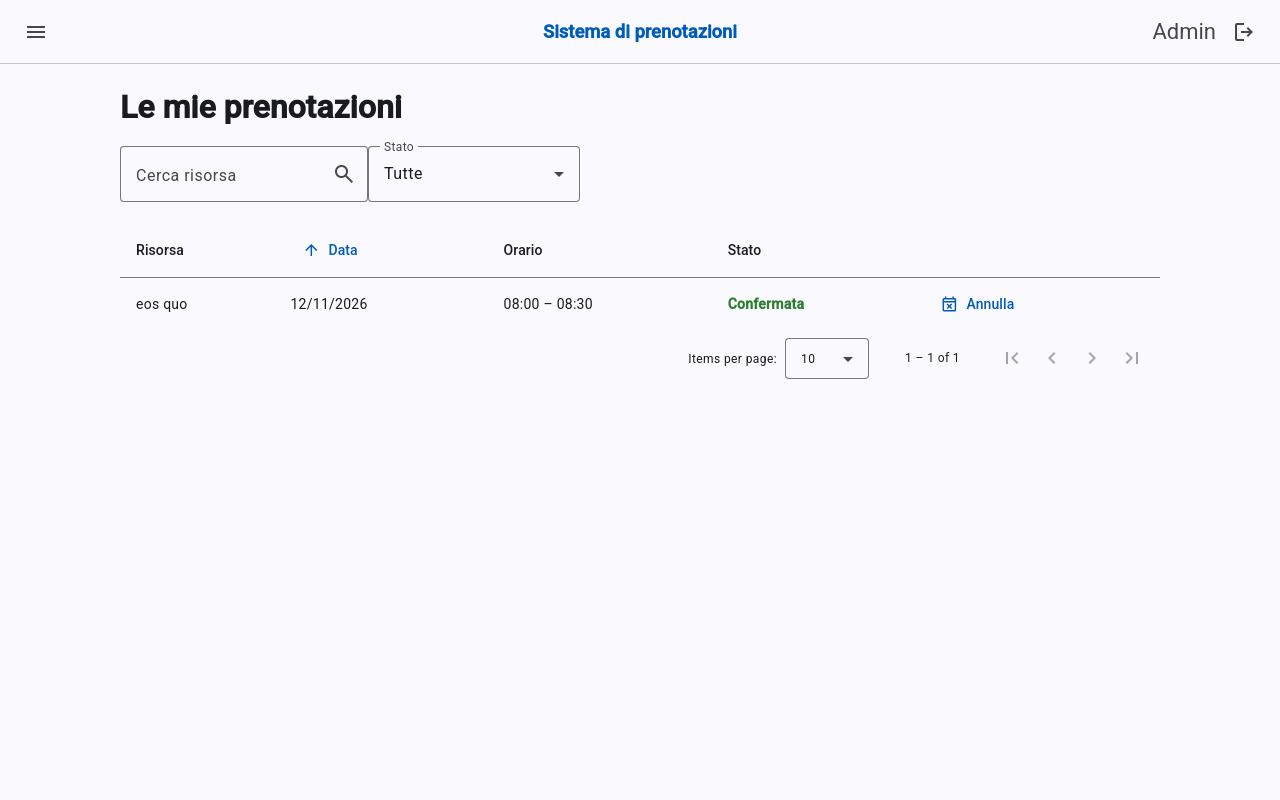 Sistema di prenotazioni
Admin
Le mie prenotazioni
Cerca risorsa
Stato
Tutte
Risorsa Data Orario Stato
eos quo 12/11/2026 08:00 – 08:30 Confermata Annulla
Items per page: 10 1 – 1 of 1